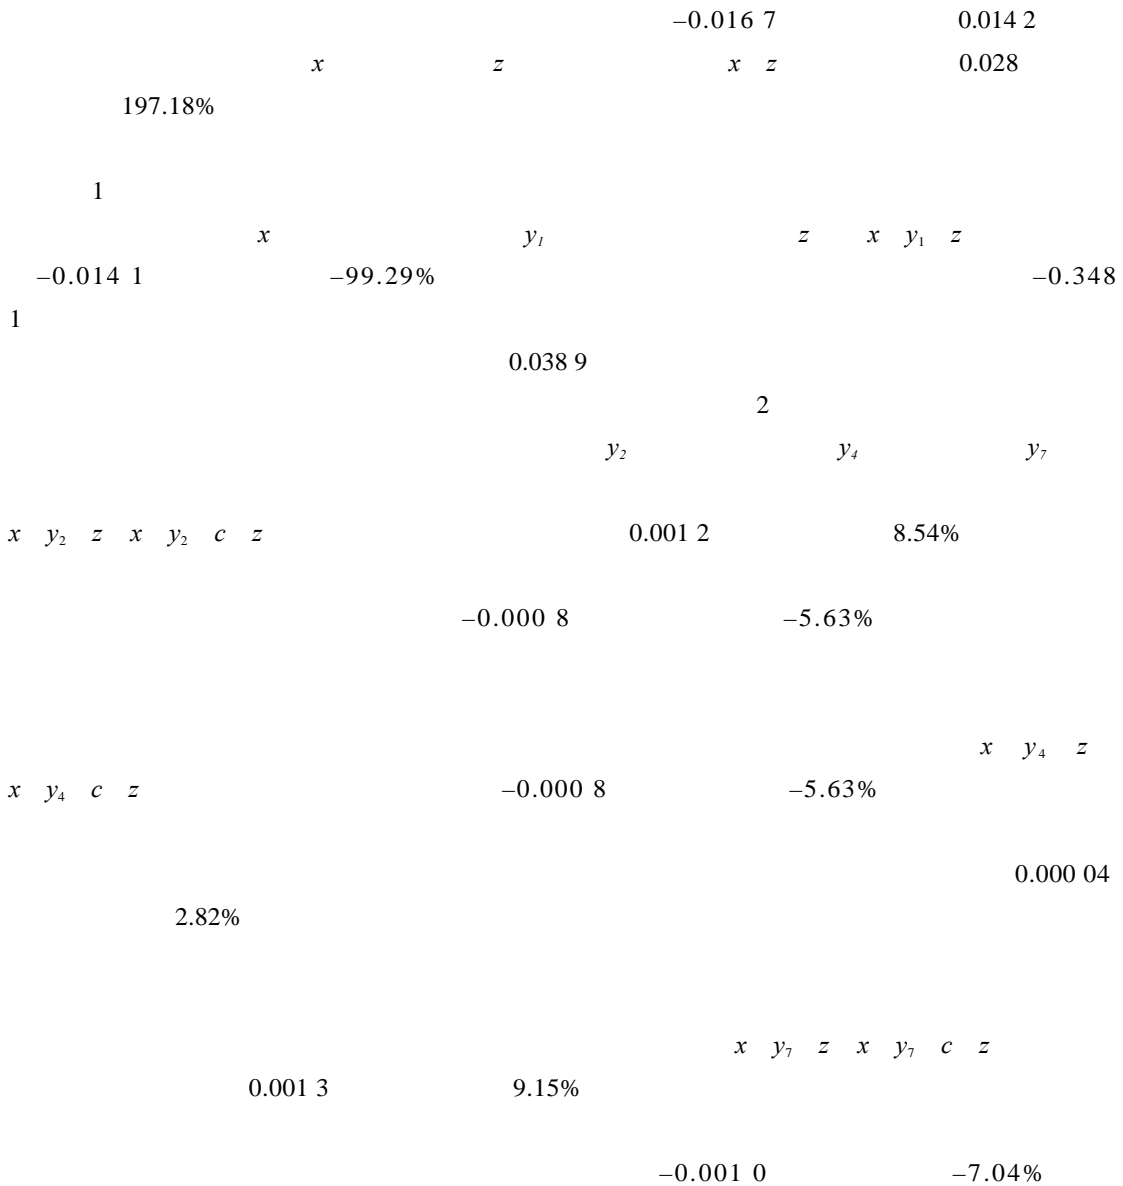 –0.016 7 0.014 2
x z x z 0.028
197.18%
1
x y₁ z x y₁ z
–0.014 1 –99.29% –0.348
1
0.038 9
2
y₂ y₄ y₇
x y₂ z x y₂ c z 0.001 2 8.54%
–0.000 8 –5.63%
x y₄ z
x y₄ c z –0.000 8 –5.63%
0.000 04
2.82%
x y₇ z x y₇ c z
0.001 3 9.15%
–0.001 0 –7.04%